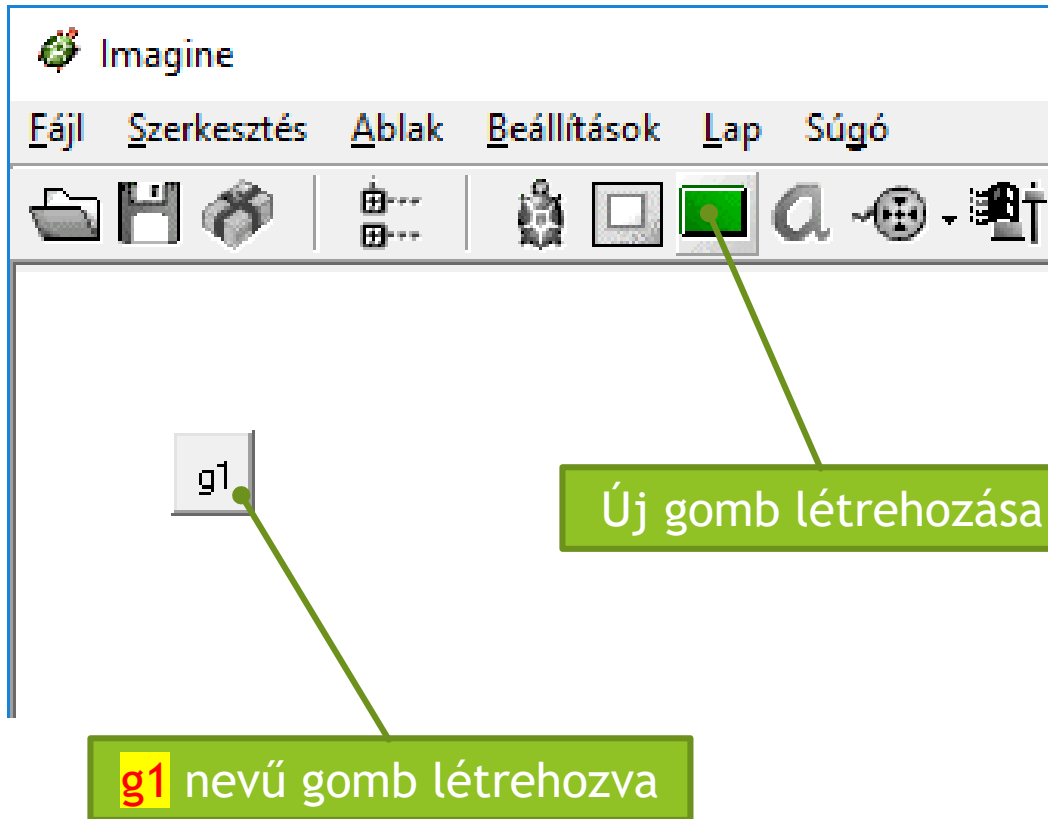 Imagine
Fájl Szerkesztés Ablak Beállítások Lap Súgó
a
g1
Új gomb létrehozása
g1 nevű gomb létrehozva